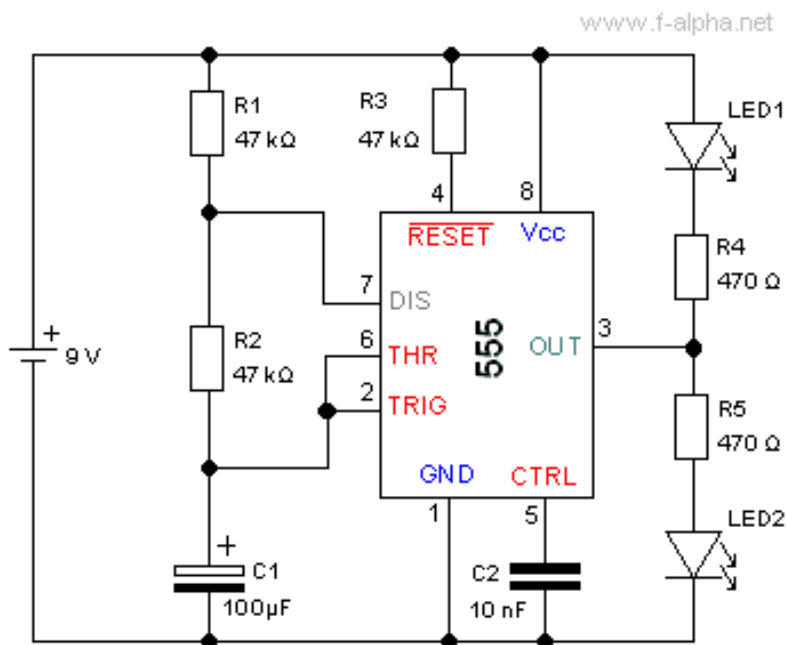 www.f-alpha.net
R1
47 kΩ
R3
47 kΩ
LED1
4
8
RESET
Vcc
R4
470 Ω
7
DIS
+
9 V
R2
47 kΩ
6
THR
555
OUT
3
2
TRIG
R5
470 Ω
GND
CTRL
1
5
LED2
+
C1
100µF
C2
10 nF